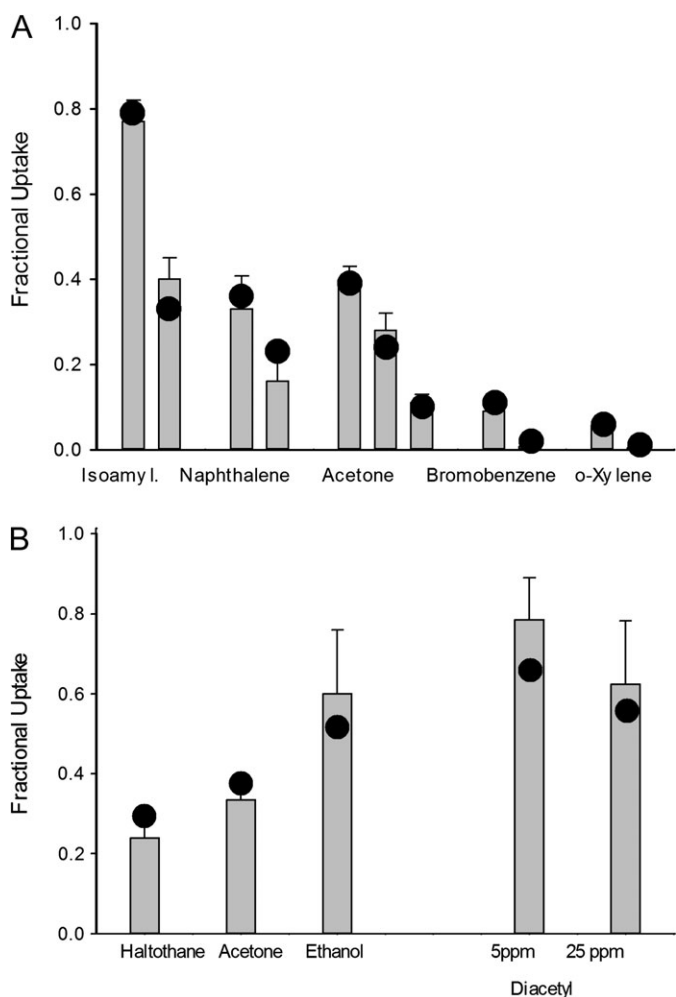 A
1.0
0.8
0.6
0.4
0.2
0.0
Fractional Uptake
Isoamy l. Naphthalene Acetone Bromobenzene o-Xy lene
B
1.0
0.8
0.6
0.4
0.2
0.0
Fractional Uptake
Haltothane Acetone Ethanol 5ppm 25 ppm
Diacetyl